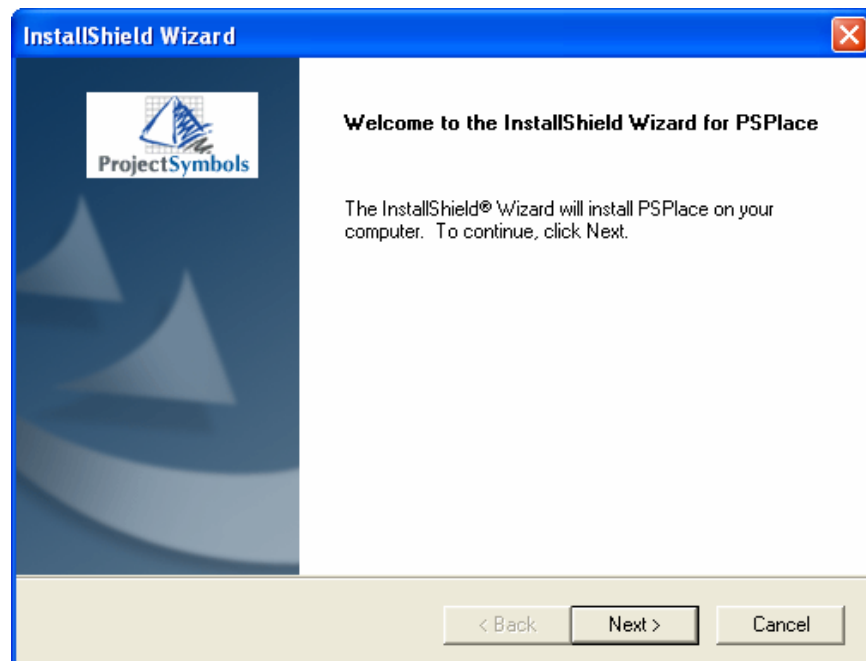 InstallShield Wizard
ProjectSymbols
Welcome to the InstallShield Wizard for PSPlace
The InstallShield® Wizard will install PSPlace on your
computer. To continue, click Next.
< Back
Next >
Cancel